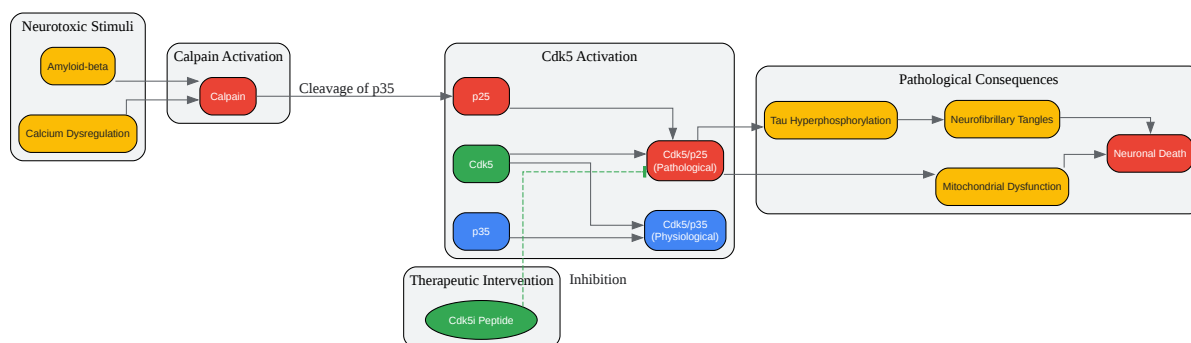 Neurotoxic Stimuli
Amyloid-beta
Calcium Dysregulation
Calpain Activation
Calpain
Cleavage of p35
Cdk5 Activation
p25
Cdk5
p35
Cdk5/p25
(Pathological)
Cdk5/p35
(Physiological)
Pathological Consequences
Tau Hyperphosphorylation
Neurofibrillary Tangles
Mitochondrial Dysfunction
Neuronal Death
Therapeutic Intervention
Cdk5i Peptide
Inhibition